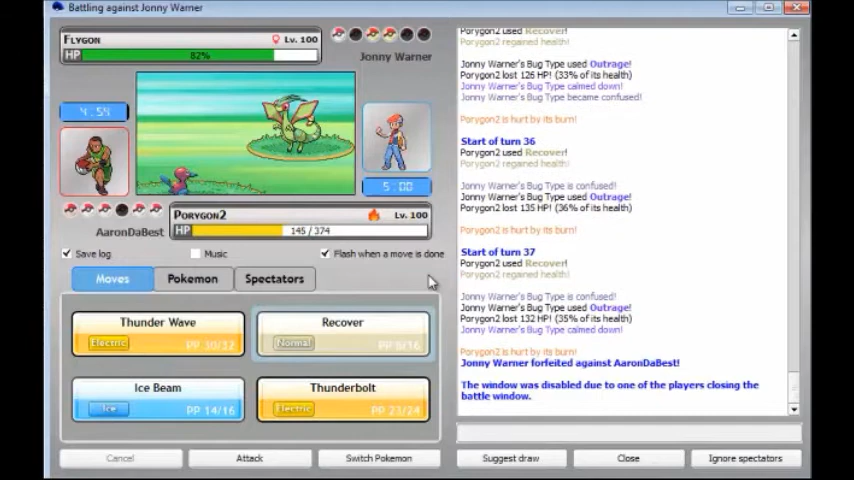 Battling against Jonny Warner
FLYGON
Lv. 100
HP
82%
Jonny Warner
4:54
5:00
AaronDaBest
PORYGON2
Lv. 100
HP
145 / 374
Save log
Music
Flash when a move is done
Moves
Pokemon
Spectators
Thunder Wave
Electric
PP 30/32
Recover
Normal
PP 6/16
Ice Beam
Ice
PP 14/16
Thunderbolt
Electric
PP 23/24
Cancel
Attack
Switch Pokemon
Porygon2 used Recover!
Porygon2 regained health!
Jonny Warner's Bug Type used Outrage!
Porygon2 lost 126 HP! (33% of its health)
Jonny Warner's Bug Type calmed down!
Jonny Warner's Bug Type became confused!
Porygon2 is hurt by its burn!
Start of turn 36
Porygon2 used Recover!
Porygon2 regained health!
Jonny Warner's Bug Type is confused!
Jonny Warner's Bug Type used Outrage!
Porygon2 lost 135 HP! (36% of its health)
Porygon2 is hurt by its burn!
Start of turn 37
Porygon2 used Recover!
Porygon2 regained health!
Jonny Warner's Bug Type is confused!
Jonny Warner's Bug Type used Outrage!
Porygon2 lost 132 HP! (35% of its health)
Jonny Warner's Bug Type calmed down!
Porygon2 is hurt by its burn!
Jonny Warner forfeited against AaronDaBest!
The window was disabled due to one of the players closing the
battle window.
Suggest draw
Close
Ignore spectators